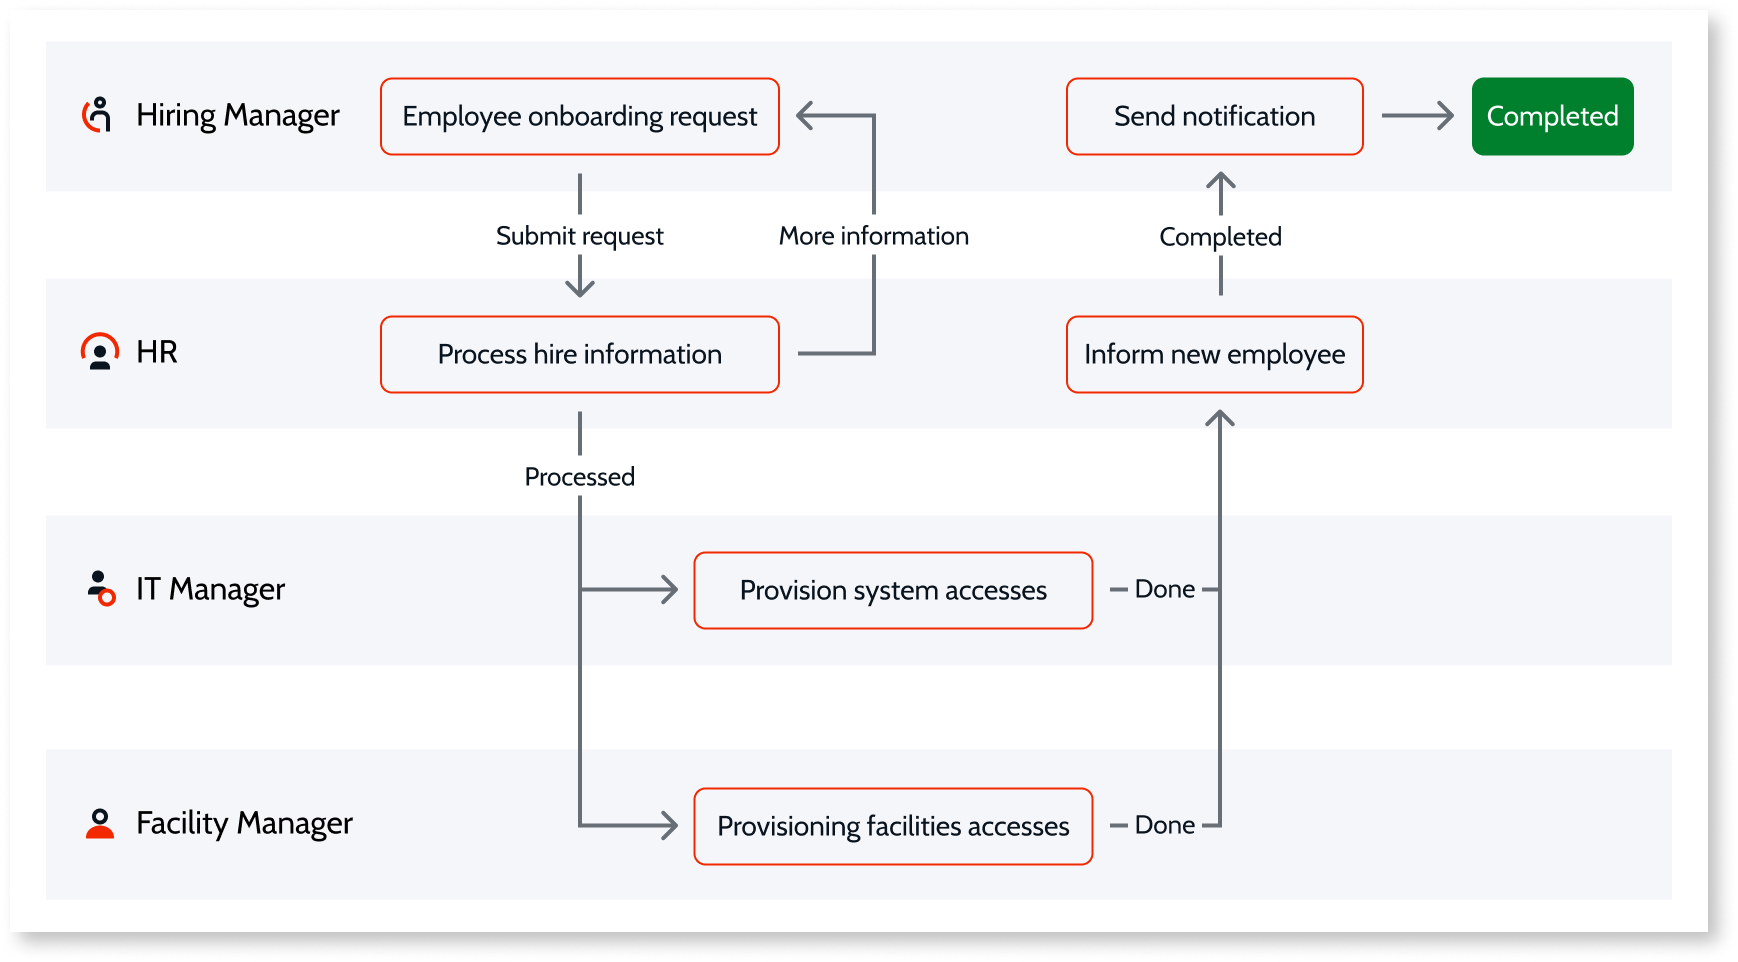 Hiring Manager
Employee onboarding request
Send notification
Completed
Submit request
More information
Completed
HR
Process hire information
Inform new employee
Processed
IT Manager
Provision system accesses
Done
Facility Manager
Provisioning facilities accesses
Done